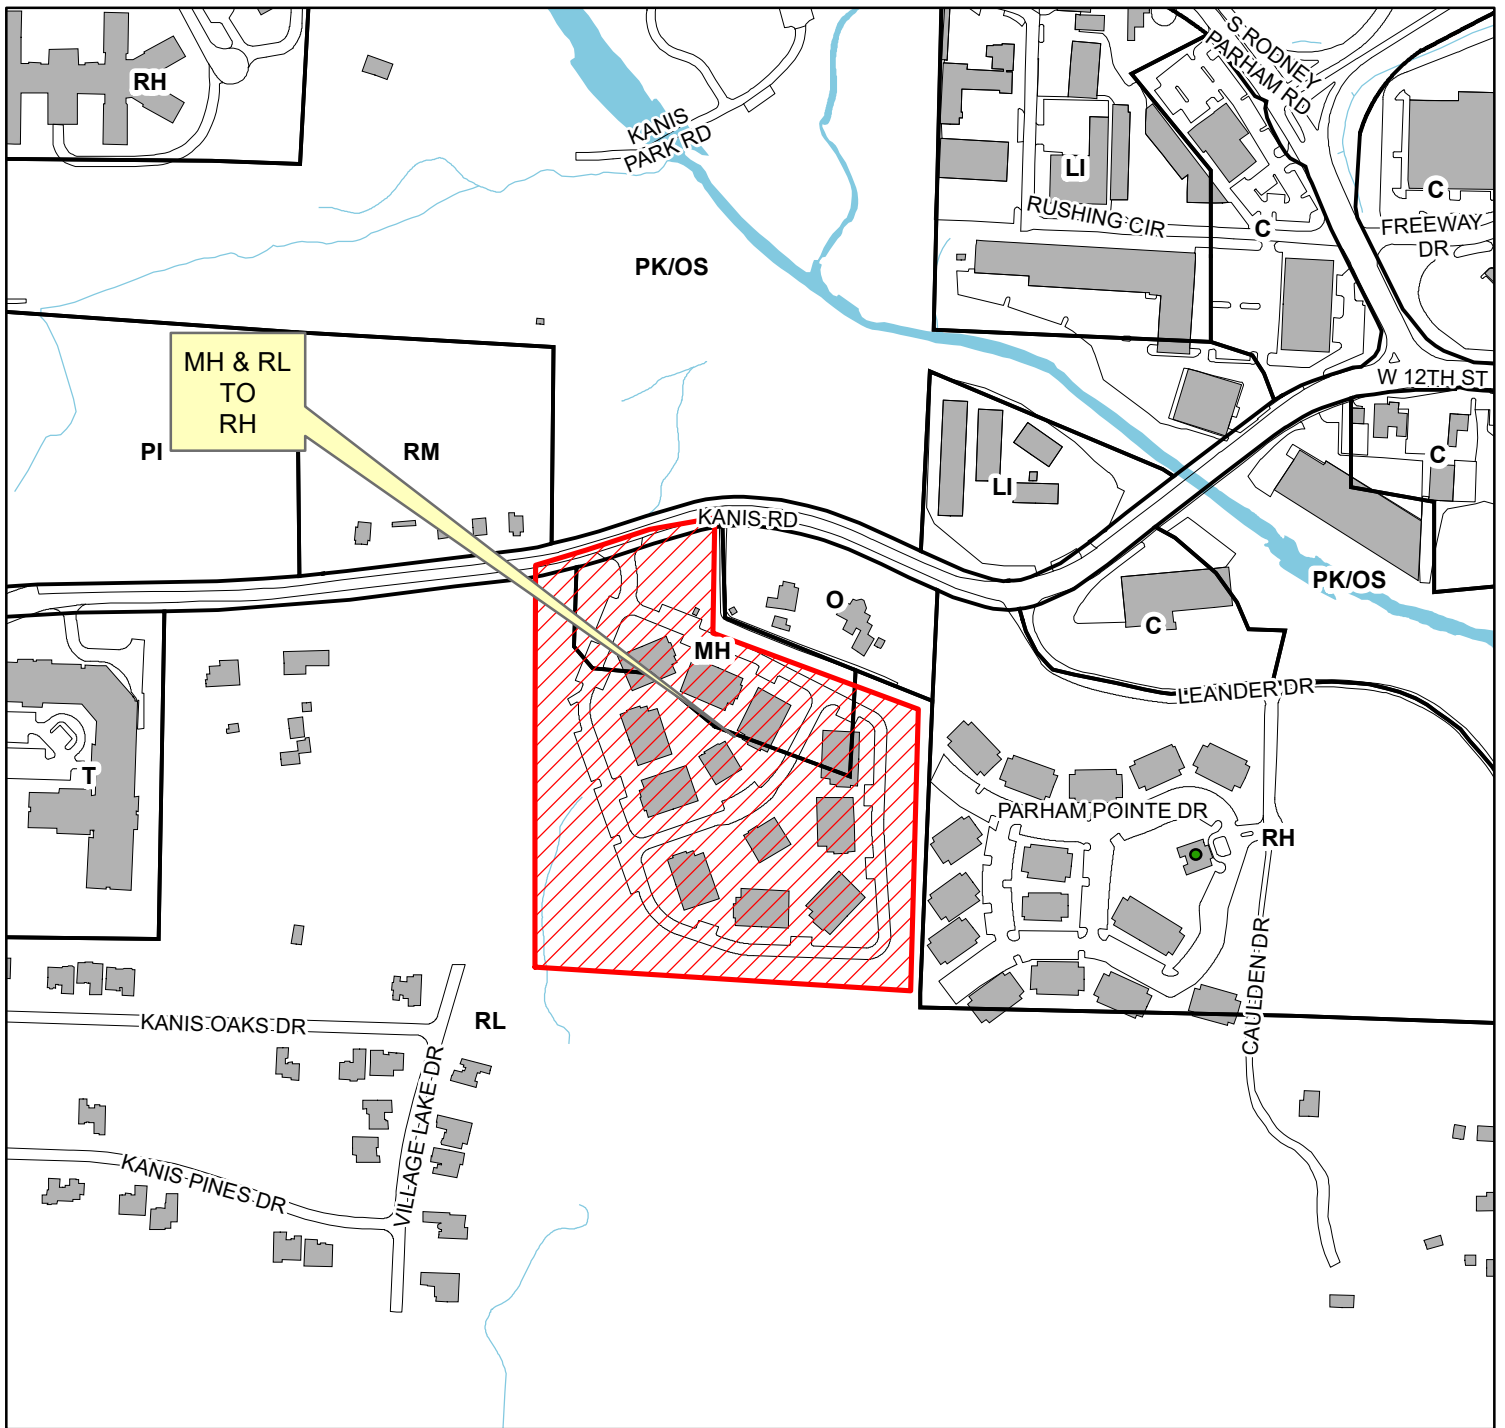 RH
S RODNEY
PARHAM RD
KANIS
PARK RD
LI
C
RUSHING CIR
C
FREEWAY
DR
PK/OS
MH & RL
TO
RH
W 12TH ST
PI
RM
C
LI
KANIS RD
PK/OS
O
C
MH
LEANDER DR
T
PARHAM POINTE DR
RH
CAULDEN DR
KANIS OAKS DR
RL
VILLAGE LAKE DR
KANIS PINES DR